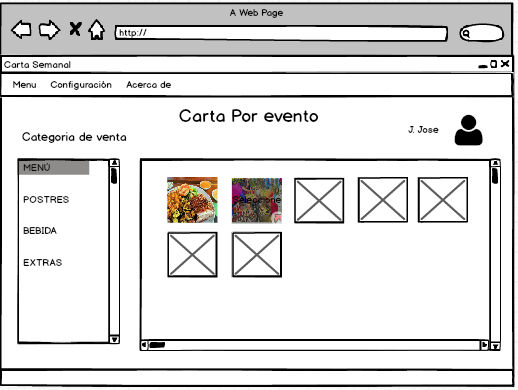 A Web Page
http://
Carta Semanal
Menu Configuración Acerca de
Carta Por evento
J. Jose
Categoria de venta
MENÚ
POSTRES
BEBIDA
EXTRAS
Seleccione